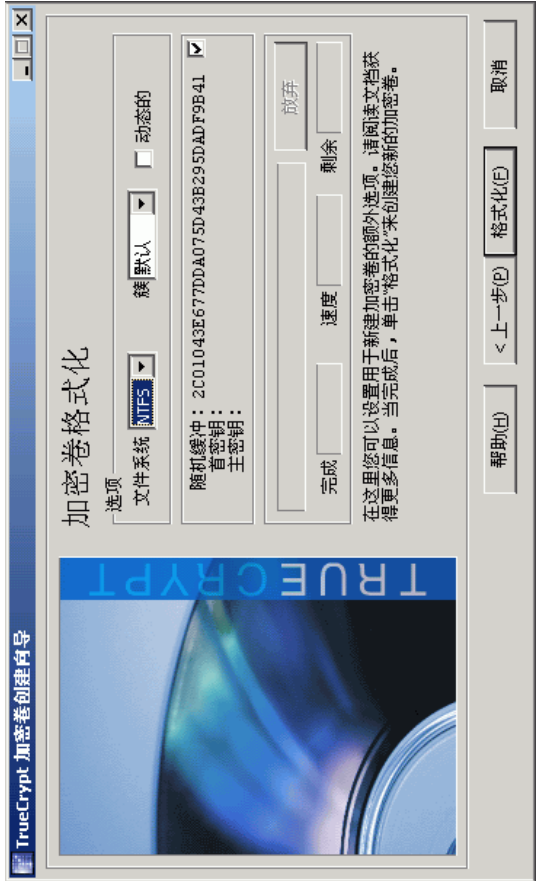 TrueCrypt 加密卷创建向导
TRUECRYPT
加密卷格式化
选项
文件系统 NTFS 簇 默认 动态的
随机缓冲: 2C01043E677DDA075D43B295DADF9B41
首密钥:
主密钥:
放弃
完成 速度 剩余
在这里您可以设置用于新建加密卷的额外选项。请阅读文档获
得更多信息。当完成后，单击“格式化”来创建您新的加密卷。
帮助(H) < 上一步(P) 格式化(F) 取消